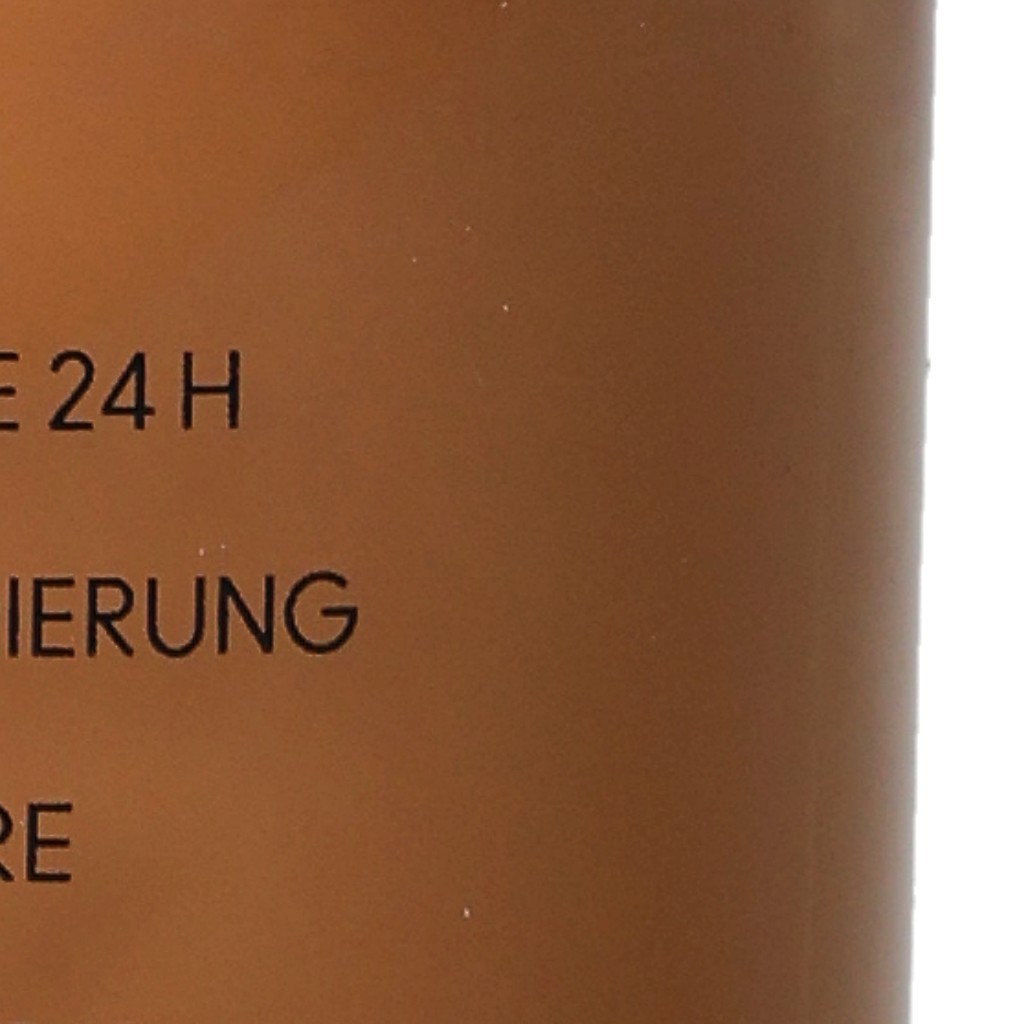 E 24 H
IERUNG
RE